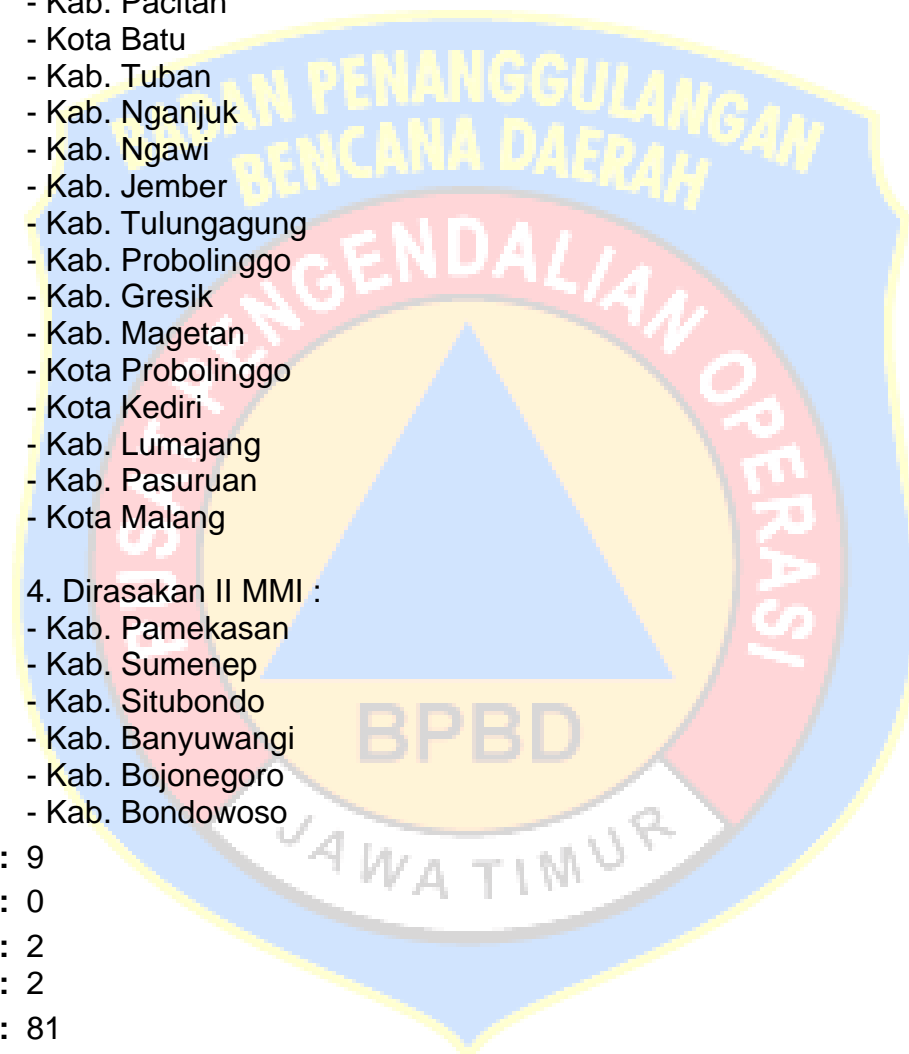 - Kab. Pacitan
- Kota Batu
- Kab. Tuban
- Kab. Nganjuk
- Kab. Ngawi
- Kab. Jember
- Kab. Tulungagung
- Kab. Probolinggo
- Kab. Gresik
- Kab. Magetan
- Kota Probolinggo
- Kota Kediri
- Kab. Lumajang
- Kab. Pasuruan
- Kota Malang
4. Dirasakan II MMI :
- Kab. Pamekasan
- Kab. Sumenep
- Kab. Situbondo
- Kab. Banyuwangi
- Kab. Bojonegoro
- Kab. Bondowoso
: 9
: 0
: 2
: 2
: 81
BADAN PENANGGULANGAN
BENCANA DAERAH
PUSAT PENGENDALIAN OPERASI
BPBD
JAWA TIMUR